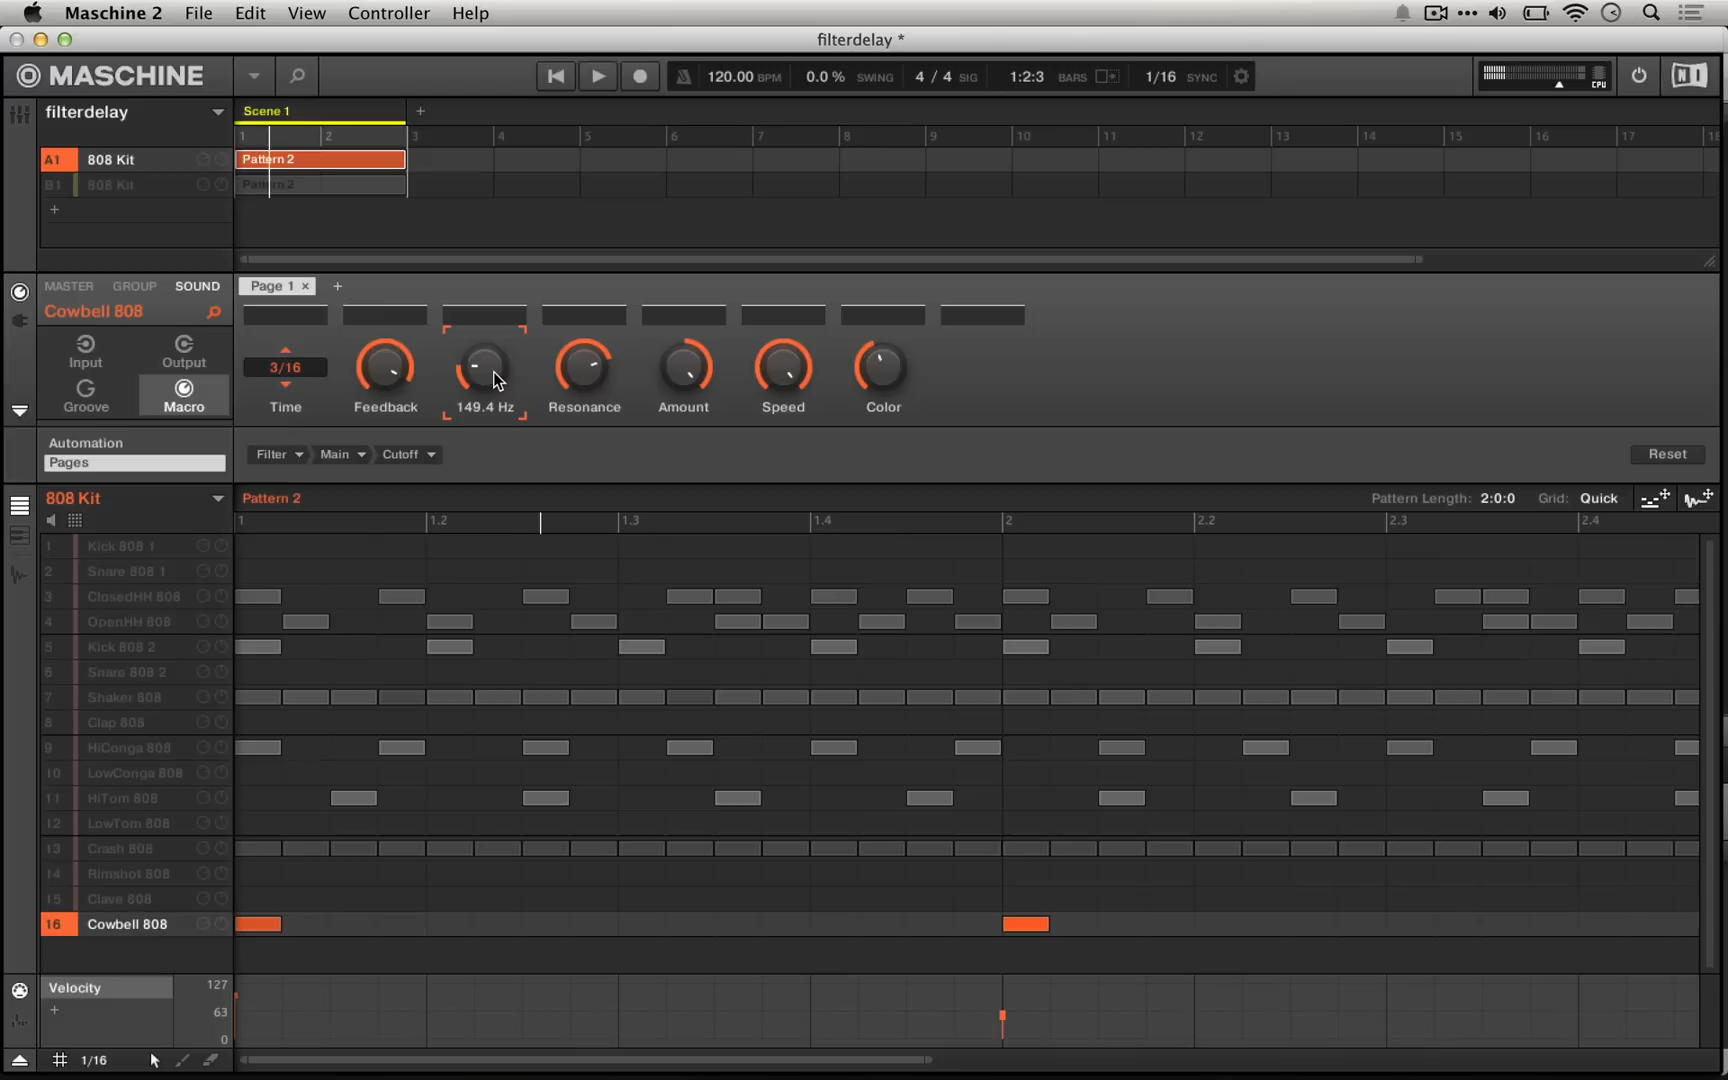 Maschine 2 File Edit View Controller Help
filterdelay *
MASCHINE 120.00 BPM 0.0 % SWING 4 / 4 SIG 1:2:3 BARS 1/16 SYNC CPU
filterdelay Scene 1 +
1 2 3 4 5 6 7 8 9 10 11 12 13 14 15 16 17 18
A1 808 Kit Pattern 2
B1 808 Kit Pattern 2
+
MASTER GROUP SOUND Page 1 × +
Cowbell 808
Input Output
3/16
Groove Macro Time Feedback 149.4 Hz Resonance Amount Speed Color
Automation
Pages Filter Main Cutoff Reset
808 Kit Pattern 2 Pattern Length: 2:0:0 Grid: Quick
1 1.2 1.3 1.4 2 2.2 2.3 2.4
1 Kick 808 1
2 Snare 808 1
3 ClosedHH 808
4 OpenHH 808
5 Kick 808 2
6 Snare 808 2
7 Shaker 808
8 Clap 808
9 HiConga 808
10 LowConga 808
11 HiTom 808
12 LowTom 808
13 Crash 808
14 Rimshot 808
15 Clave 808
16 Cowbell 808
Velocity 127
+ 63
0
1/16